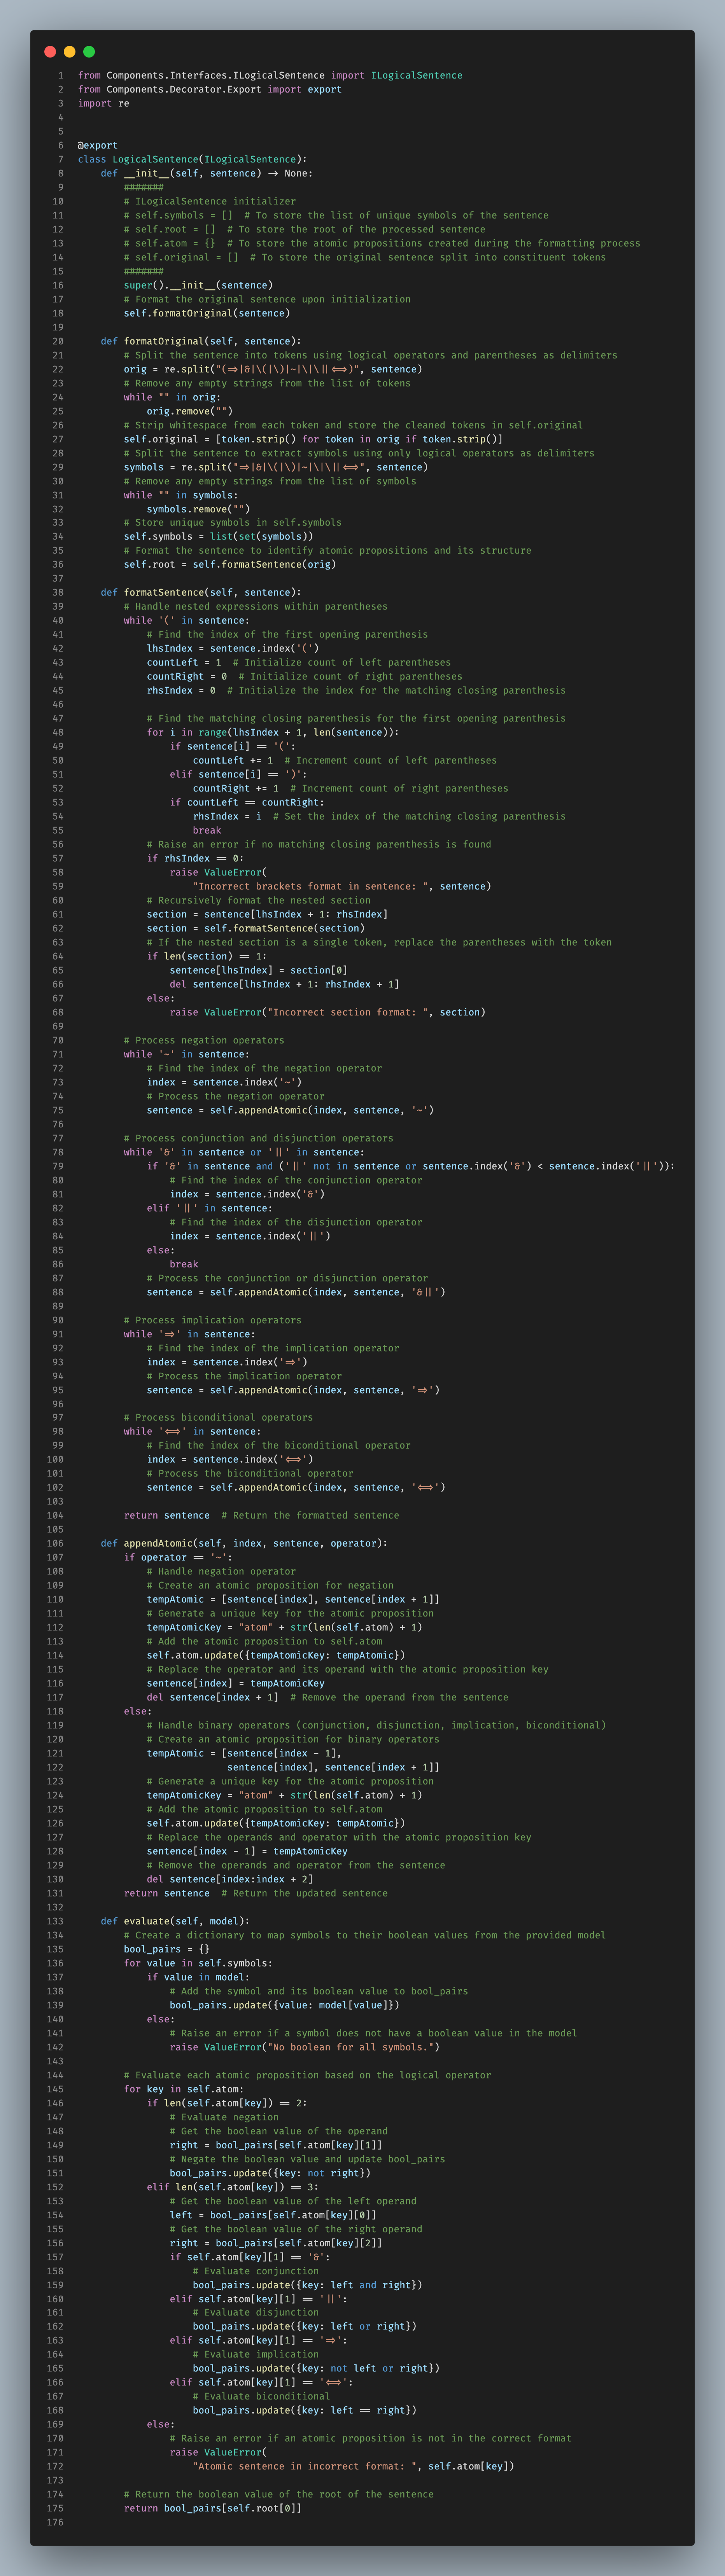 1 from Components.Interfaces.ILogicalSentence import ILogicalSentence
2 from Components.Decorator.Export import export
3 import re
4
5
6 @export
7 class LogicalSentence(ILogicalSentence):
8     def __init__(self, sentence) -> None:
9         #######
10         # ILogicalSentence initializer
11         # self.symbols = []  # To store the list of unique symbols of the sentence
12         # self.root = []  # To store the root of the processed sentence
13         # self.atom = {}  # To store the atomic propositions created during the formatting process
14         # self.original = []  # To store the original sentence split into constituent tokens
15         #######
16         super().__init__(sentence)
17         # Format the original sentence upon initialization
18         self.formatOriginal(sentence)
19
20     def formatOriginal(self, sentence):
21         # Split the sentence into tokens using logical operators and parentheses as delimiters
22         orig = re.split("(=>|&|\(|\)|~|\|\||<=>)", sentence)
23         # Remove any empty strings from the list of tokens
24         while "" in orig:
25             orig.remove("")
26         # Strip whitespace from each token and store the cleaned tokens in self.original
27         self.original = [token.strip() for token in orig if token.strip()]
28         # Split the sentence to extract symbols using only logical operators as delimiters
29         symbols = re.split("=>|&|\(|\)|~|\|\||<=>", sentence)
30         # Remove any empty strings from the list of symbols
31         while "" in symbols:
32             symbols.remove("")
33         # Store unique symbols in self.symbols
34         self.symbols = list(set(symbols))
35         # Format the sentence to identify atomic propositions and its structure
36         self.root = self.formatSentence(orig)
37
38     def formatSentence(self, sentence):
39         # Handle nested expressions within parentheses
40         while '(' in sentence:
41             # Find the index of the first opening parenthesis
42             lhsIndex = sentence.index('(')
43             countLeft = 1  # Initialize count of left parentheses
44             countRight = 0  # Initialize count of right parentheses
45             rhsIndex = 0  # Initialize the index for the matching closing parenthesis
46
47             # Find the matching closing parenthesis for the first opening parenthesis
48             for i in range(lhsIndex + 1, len(sentence)):
49                 if sentence[i] == '(':
50                     countLeft += 1  # Increment count of left parentheses
51                 elif sentence[i] == ')':
52                     countRight += 1  # Increment count of right parentheses
53                 if countLeft == countRight:
54                     rhsIndex = i  # Set the index of the matching closing parenthesis
55                     break
56             # Raise an error if no matching closing parenthesis is found
57             if rhsIndex == 0:
58                 raise ValueError(
59                     "Incorrect brackets format in sentence: ", sentence)
60             # Recursively format the nested section
61             section = sentence[lhsIndex + 1: rhsIndex]
62             section = self.formatSentence(section)
63             # If the nested section is a single token, replace the parentheses with the token
64             if len(section) == 1:
65                 sentence[lhsIndex] = section[0]
66                 del sentence[lhsIndex + 1: rhsIndex + 1]
67             else:
68                 raise ValueError("Incorrect section format: ", section)
69
70         # Process negation operators
71         while '~' in sentence:
72             # Find the index of the negation operator
73             index = sentence.index('~')
74             # Process the negation operator
75             sentence = self.appendAtomic(index, sentence, '~')
76
77         # Process conjunction and disjunction operators
78         while '&' in sentence or '||' in sentence:
79             if '&' in sentence and ('||' not in sentence or sentence.index('&') < sentence.index('||')):
80                 # Find the index of the conjunction operator
81                 index = sentence.index('&')
82             elif '||' in sentence:
83                 # Find the index of the disjunction operator
84                 index = sentence.index('||')
85             else:
86                 break
87             # Process the conjunction or disjunction operator
88             sentence = self.appendAtomic(index, sentence, '&||')
89
90         # Process implication operators
91         while '=>' in sentence:
92             # Find the index of the implication operator
93             index = sentence.index('=>')
94             # Process the implication operator
95             sentence = self.appendAtomic(index, sentence, '=>')
96
97         # Process biconditional operators
98         while '<=>' in sentence:
99             # Find the index of the biconditional operator
100             index = sentence.index('<=>')
101             # Process the biconditional operator
102             sentence = self.appendAtomic(index, sentence, '<=>')
103
104         return sentence  # Return the formatted sentence
105
106     def appendAtomic(self, index, sentence, operator):
107         if operator == '~':
108             # Handle negation operator
109             # Create an atomic proposition for negation
110             tempAtomic = [sentence[index], sentence[index + 1]]
111             # Generate a unique key for the atomic proposition
112             tempAtomicKey = "atom" + str(len(self.atom) + 1)
113             # Add the atomic proposition to self.atom
114             self.atom.update({tempAtomicKey: tempAtomic})
115             # Replace the operator and its operand with the atomic proposition key
116             sentence[index] = tempAtomicKey
117             del sentence[index + 1]  # Remove the operand from the sentence
118         else:
119             # Handle binary operators (conjunction, disjunction, implication, biconditional)
120             # Create an atomic proposition for binary operators
121             tempAtomic = [sentence[index - 1],
122                           sentence[index], sentence[index + 1]]
123             # Generate a unique key for the atomic proposition
124             tempAtomicKey = "atom" + str(len(self.atom) + 1)
125             # Add the atomic proposition to self.atom
126             self.atom.update({tempAtomicKey: tempAtomic})
127             # Replace the operands and operator with the atomic proposition key
128             sentence[index - 1] = tempAtomicKey
129             # Remove the operands and operator from the sentence
130             del sentence[index:index + 2]
131         return sentence  # Return the updated sentence
132
133     def evaluate(self, model):
134         # Create a dictionary to map symbols to their boolean values from the provided model
135         bool_pairs = {}
136         for value in self.symbols:
137             if value in model:
138                 # Add the symbol and its boolean value to bool_pairs
139                 bool_pairs.update({value: model[value]})
140             else:
141                 # Raise an error if a symbol does not have a boolean value in the model
142                 raise ValueError("No boolean for all symbols.")
143
144         # Evaluate each atomic proposition based on the logical operator
145         for key in self.atom:
146             if len(self.atom[key]) == 2:
147                 # Evaluate negation
148                 # Get the boolean value of the operand
149                 right = bool_pairs[self.atom[key][1]]
150                 # Negate the boolean value and update bool_pairs
151                 bool_pairs.update({key: not right})
152             elif len(self.atom[key]) == 3:
153                 # Get the boolean value of the left operand
154                 left = bool_pairs[self.atom[key][0]]
155                 # Get the boolean value of the right operand
156                 right = bool_pairs[self.atom[key][2]]
157                 if self.atom[key][1] == '&':
158                     # Evaluate conjunction
159                     bool_pairs.update({key: left and right})
160                 elif self.atom[key][1] == '||':
161                     # Evaluate disjunction
162                     bool_pairs.update({key: left or right})
163                 elif self.atom[key][1] == '=>':
164                     # Evaluate implication
165                     bool_pairs.update({key: not left or right})
166                 elif self.atom[key][1] == '<=>':
167                     # Evaluate biconditional
168                     bool_pairs.update({key: left == right})
169             else:
170                 # Raise an error if an atomic proposition is not in the correct format
171                 raise ValueError(
172                     "Atomic sentence in incorrect format: ", self.atom[key])
173
174         # Return the boolean value of the root of the sentence
175         return bool_pairs[self.root[0]]
176